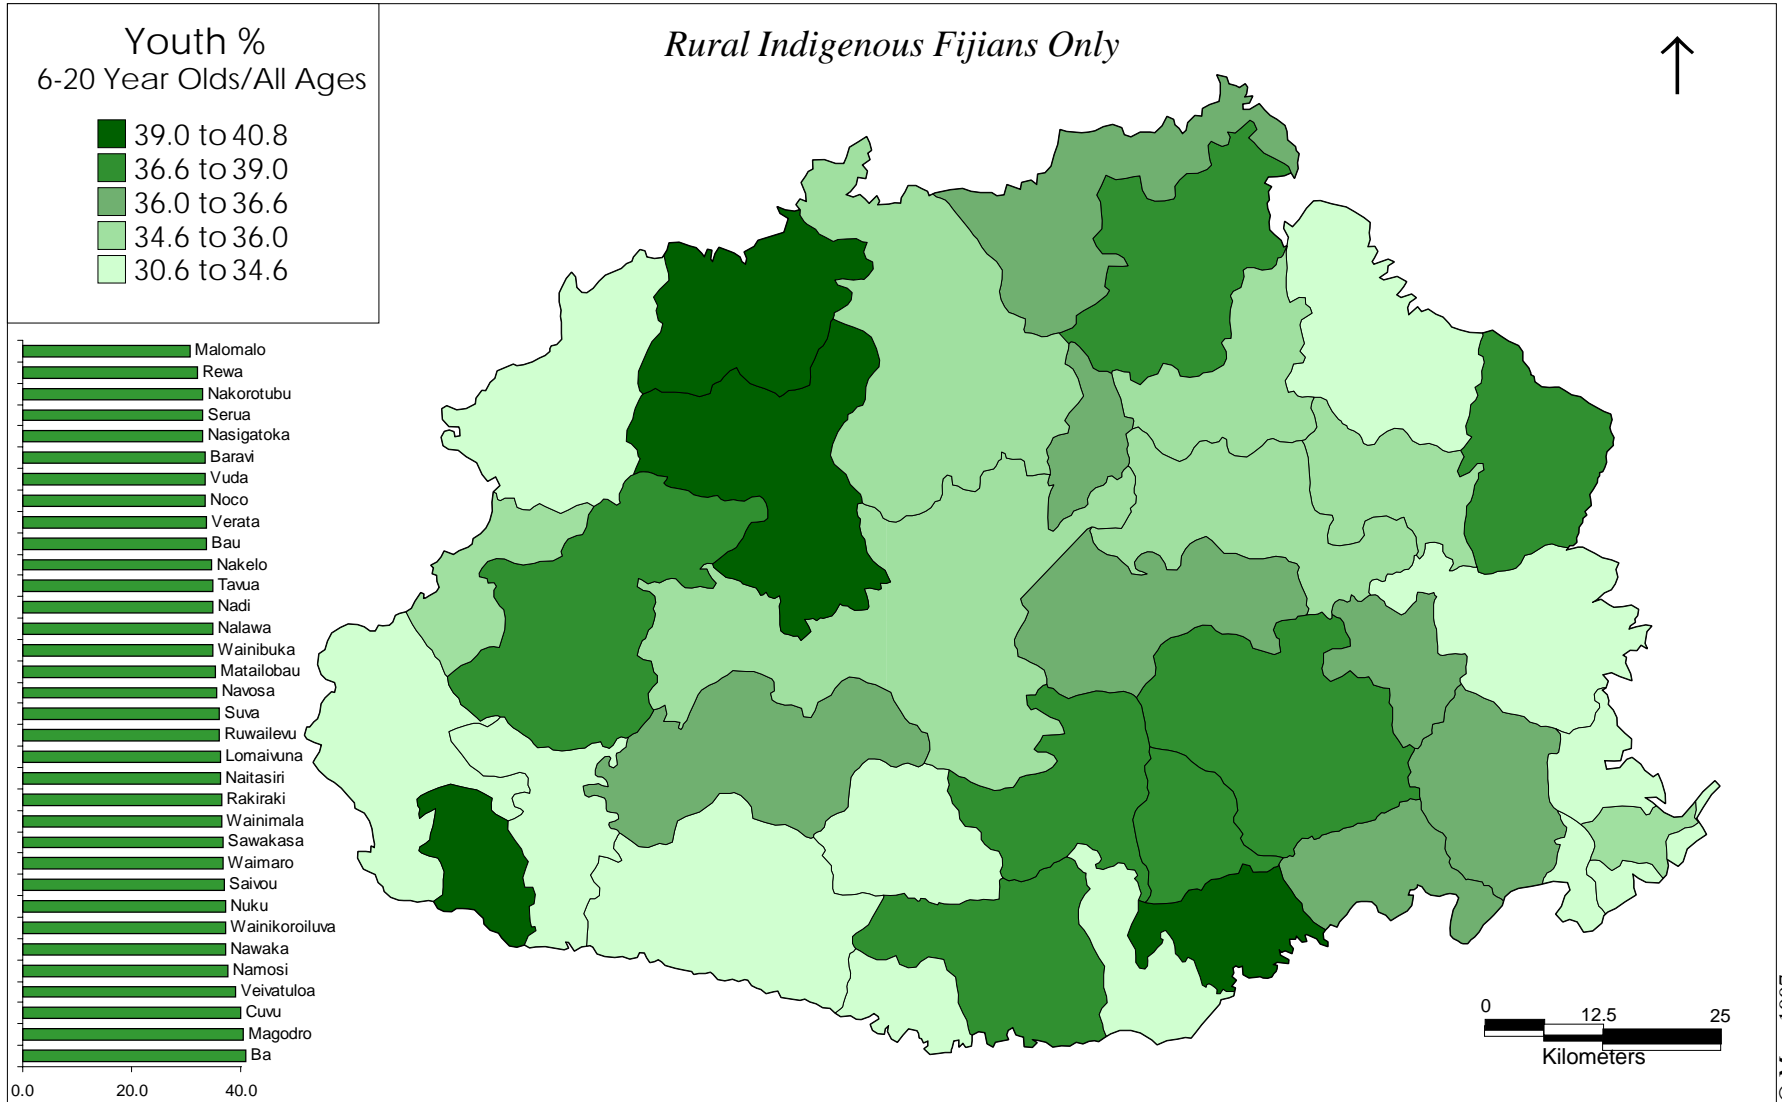 Youth %
6-20 Year Olds/All Ages
39.0 to 40.8
36.6 to 39.0
36.0 to 36.6
34.6 to 36.0
30.6 to 34.6
Rural Indigenous Fijians Only
Malomalo
Rewa
Nakorotubu
Serua
Nasigatoka
Baravi
Vuda
Noco
Verata
Bau
Nakelo
Tavua
Nadi
Nalawa
Wainibuka
Matailobau
Navosa
Suva
Ruwailevu
Lomaivuna
Naitasiri
Rakiraki
Wainimala
Sawakasa
Waimaro
Saivou
Nuku
Wainikoroiluva
Nawaka
Namosi
Veivatuloa
Cuvu
Magodro
Ba
0.0 20.0 40.0
0 12.5 25
Kilometers